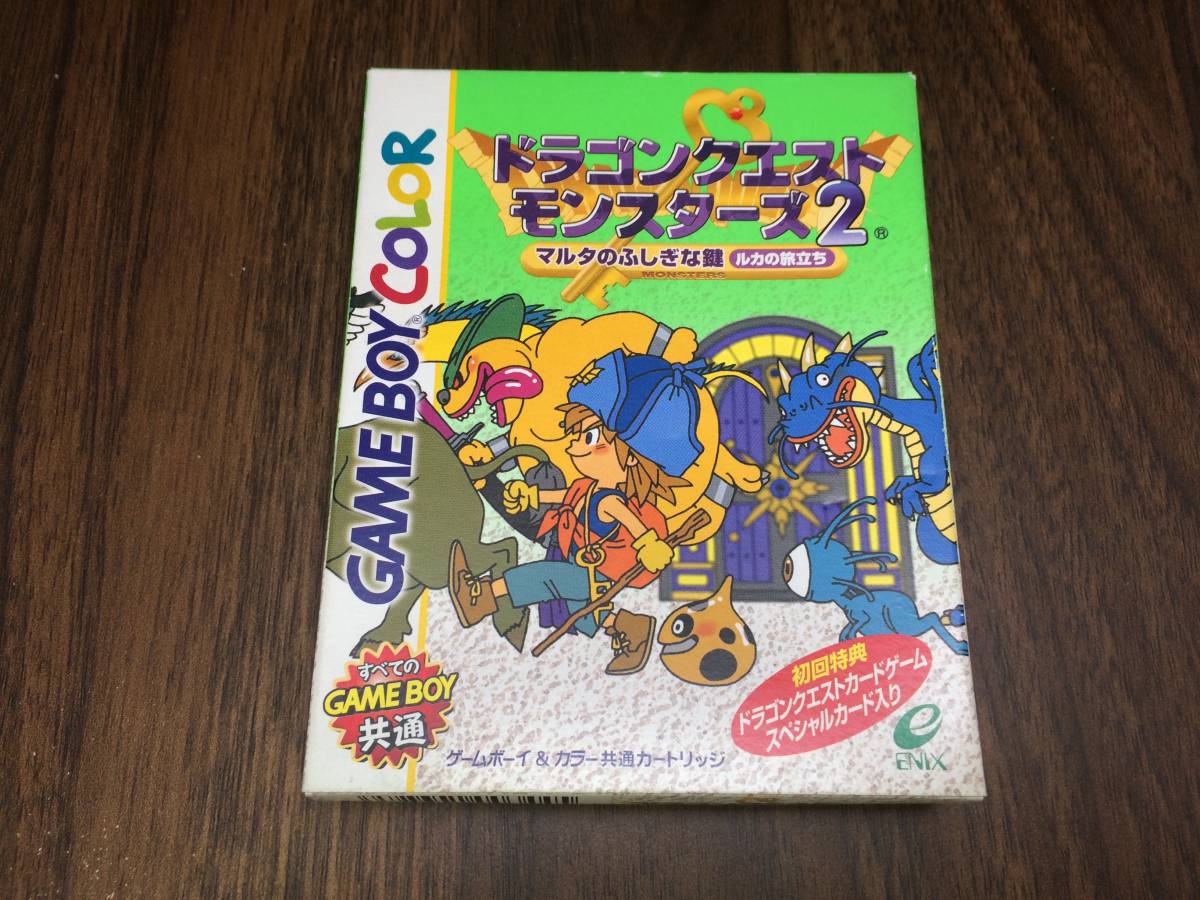 GAME BOY® COLOR
ドラゴンクエスト
モンスターズ2®
マルタのふしぎな鍵 ルカの旅立ち
MONSTERS
すべての
GAME BOY
共通
初回特典
ドラゴンクエストカードゲーム
スペシャルカード入り
ゲームボーイ & カラー共通カートリッジ
e
ENIX